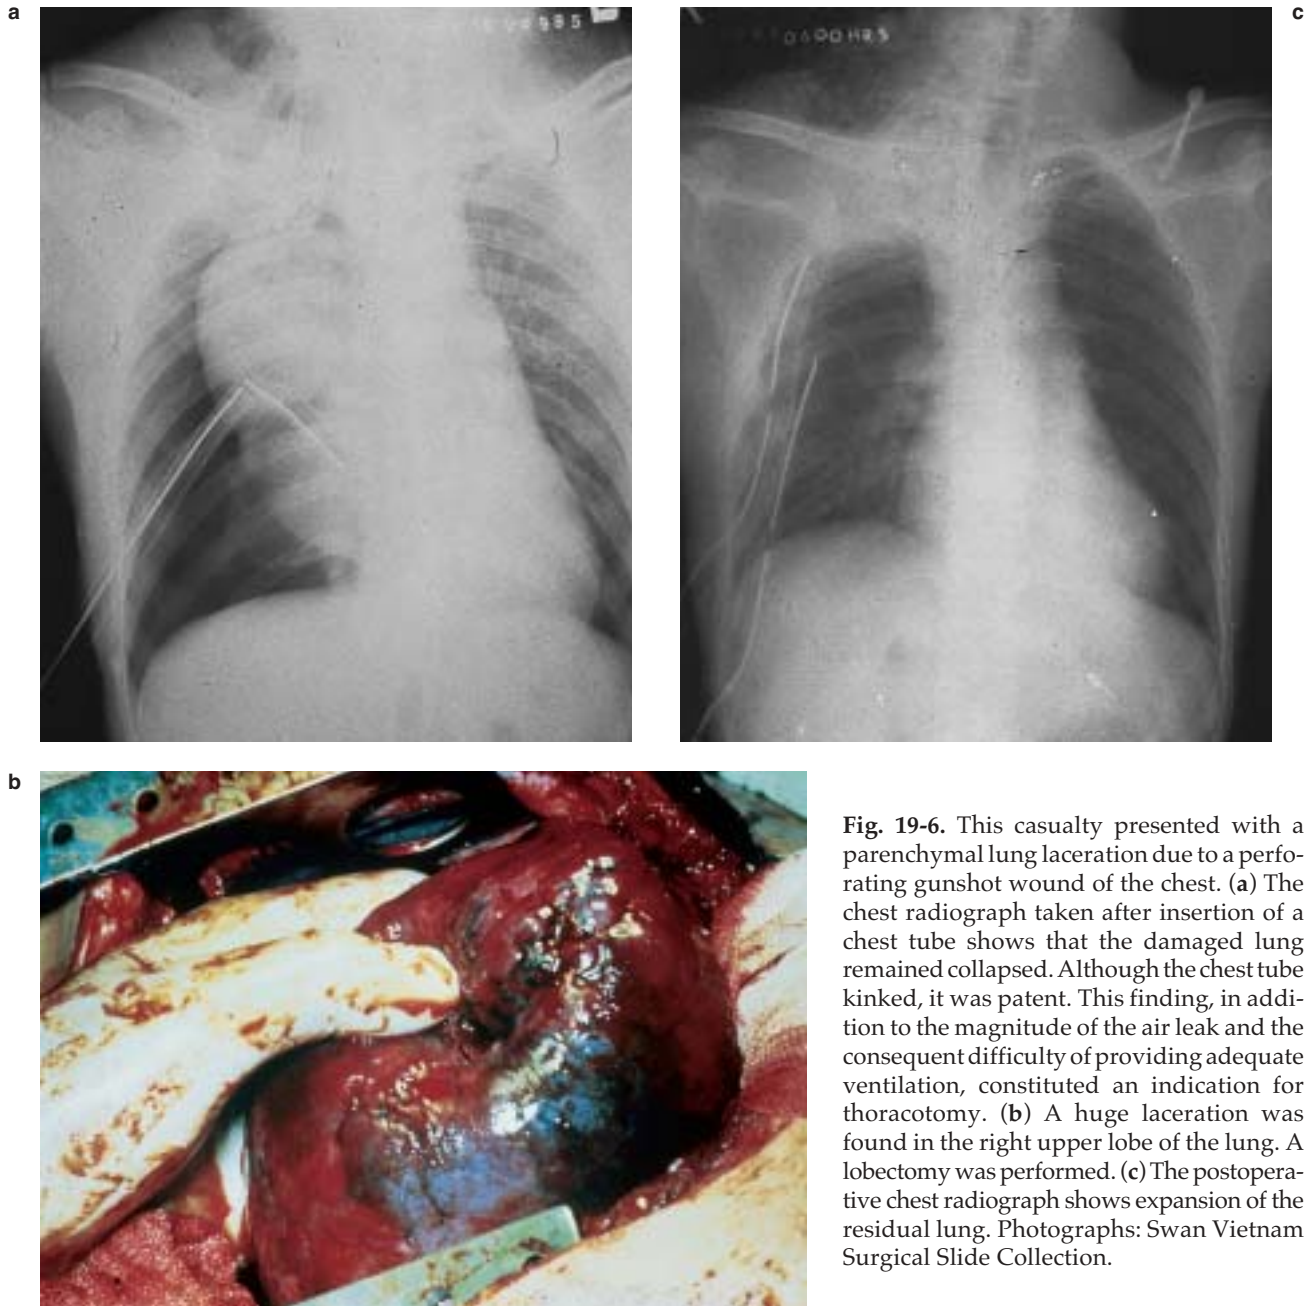 a
c
0600 HRS
b
Fig. 19-6. This casualty presented with a
parenchymal lung laceration due to a perfo-
rating gunshot wound of the chest. (a) The
chest radiograph taken after insertion of a
chest tube shows that the damaged lung
remained collapsed. Although the chest tube
kinked, it was patent. This finding, in addi-
tion to the magnitude of the air leak and the
consequent difficulty of providing adequate
ventilation, constituted an indication for
thoracotomy. (b) A huge laceration was
found in the right upper lobe of the lung. A
lobectomy was performed. (c) The postopera-
tive chest radiograph shows expansion of the
residual lung. Photographs: Swan Vietnam
Surgical Slide Collection.